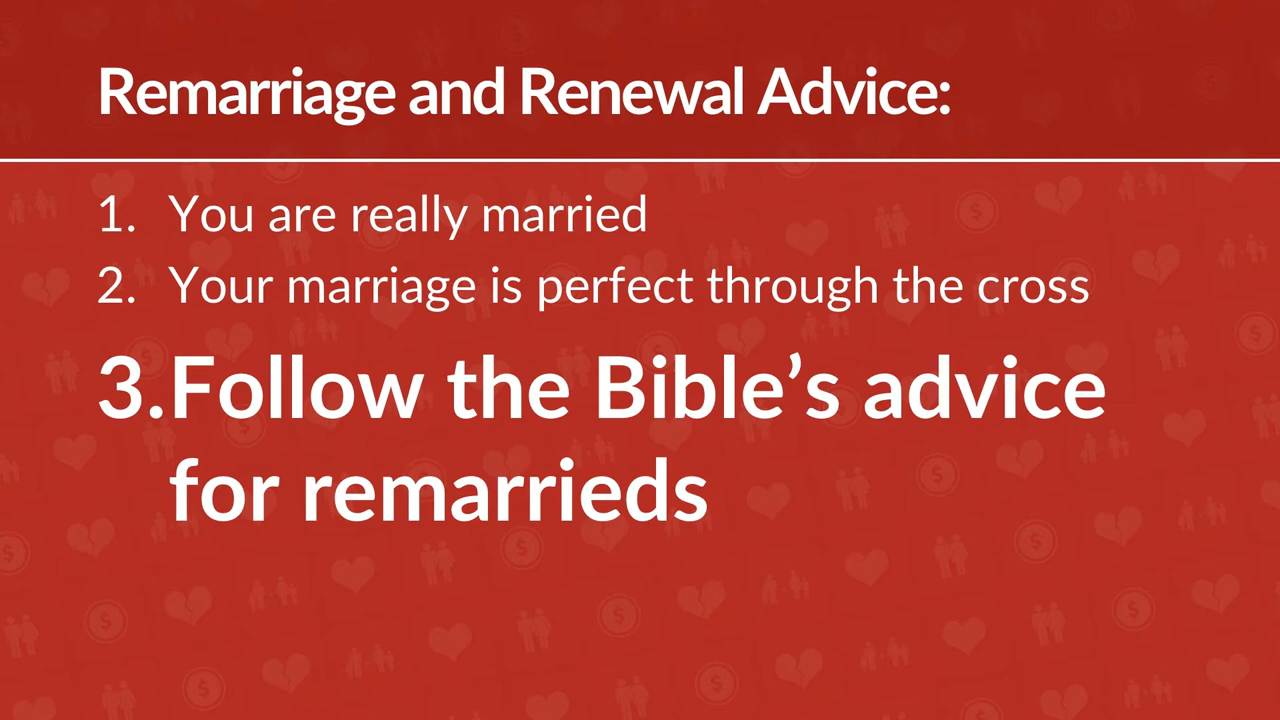 Remarriage and Renewal Advice:
1. You are really married
2. Your marriage is perfect through the cross
3. Follow the Bible’s advice
for remarrieds